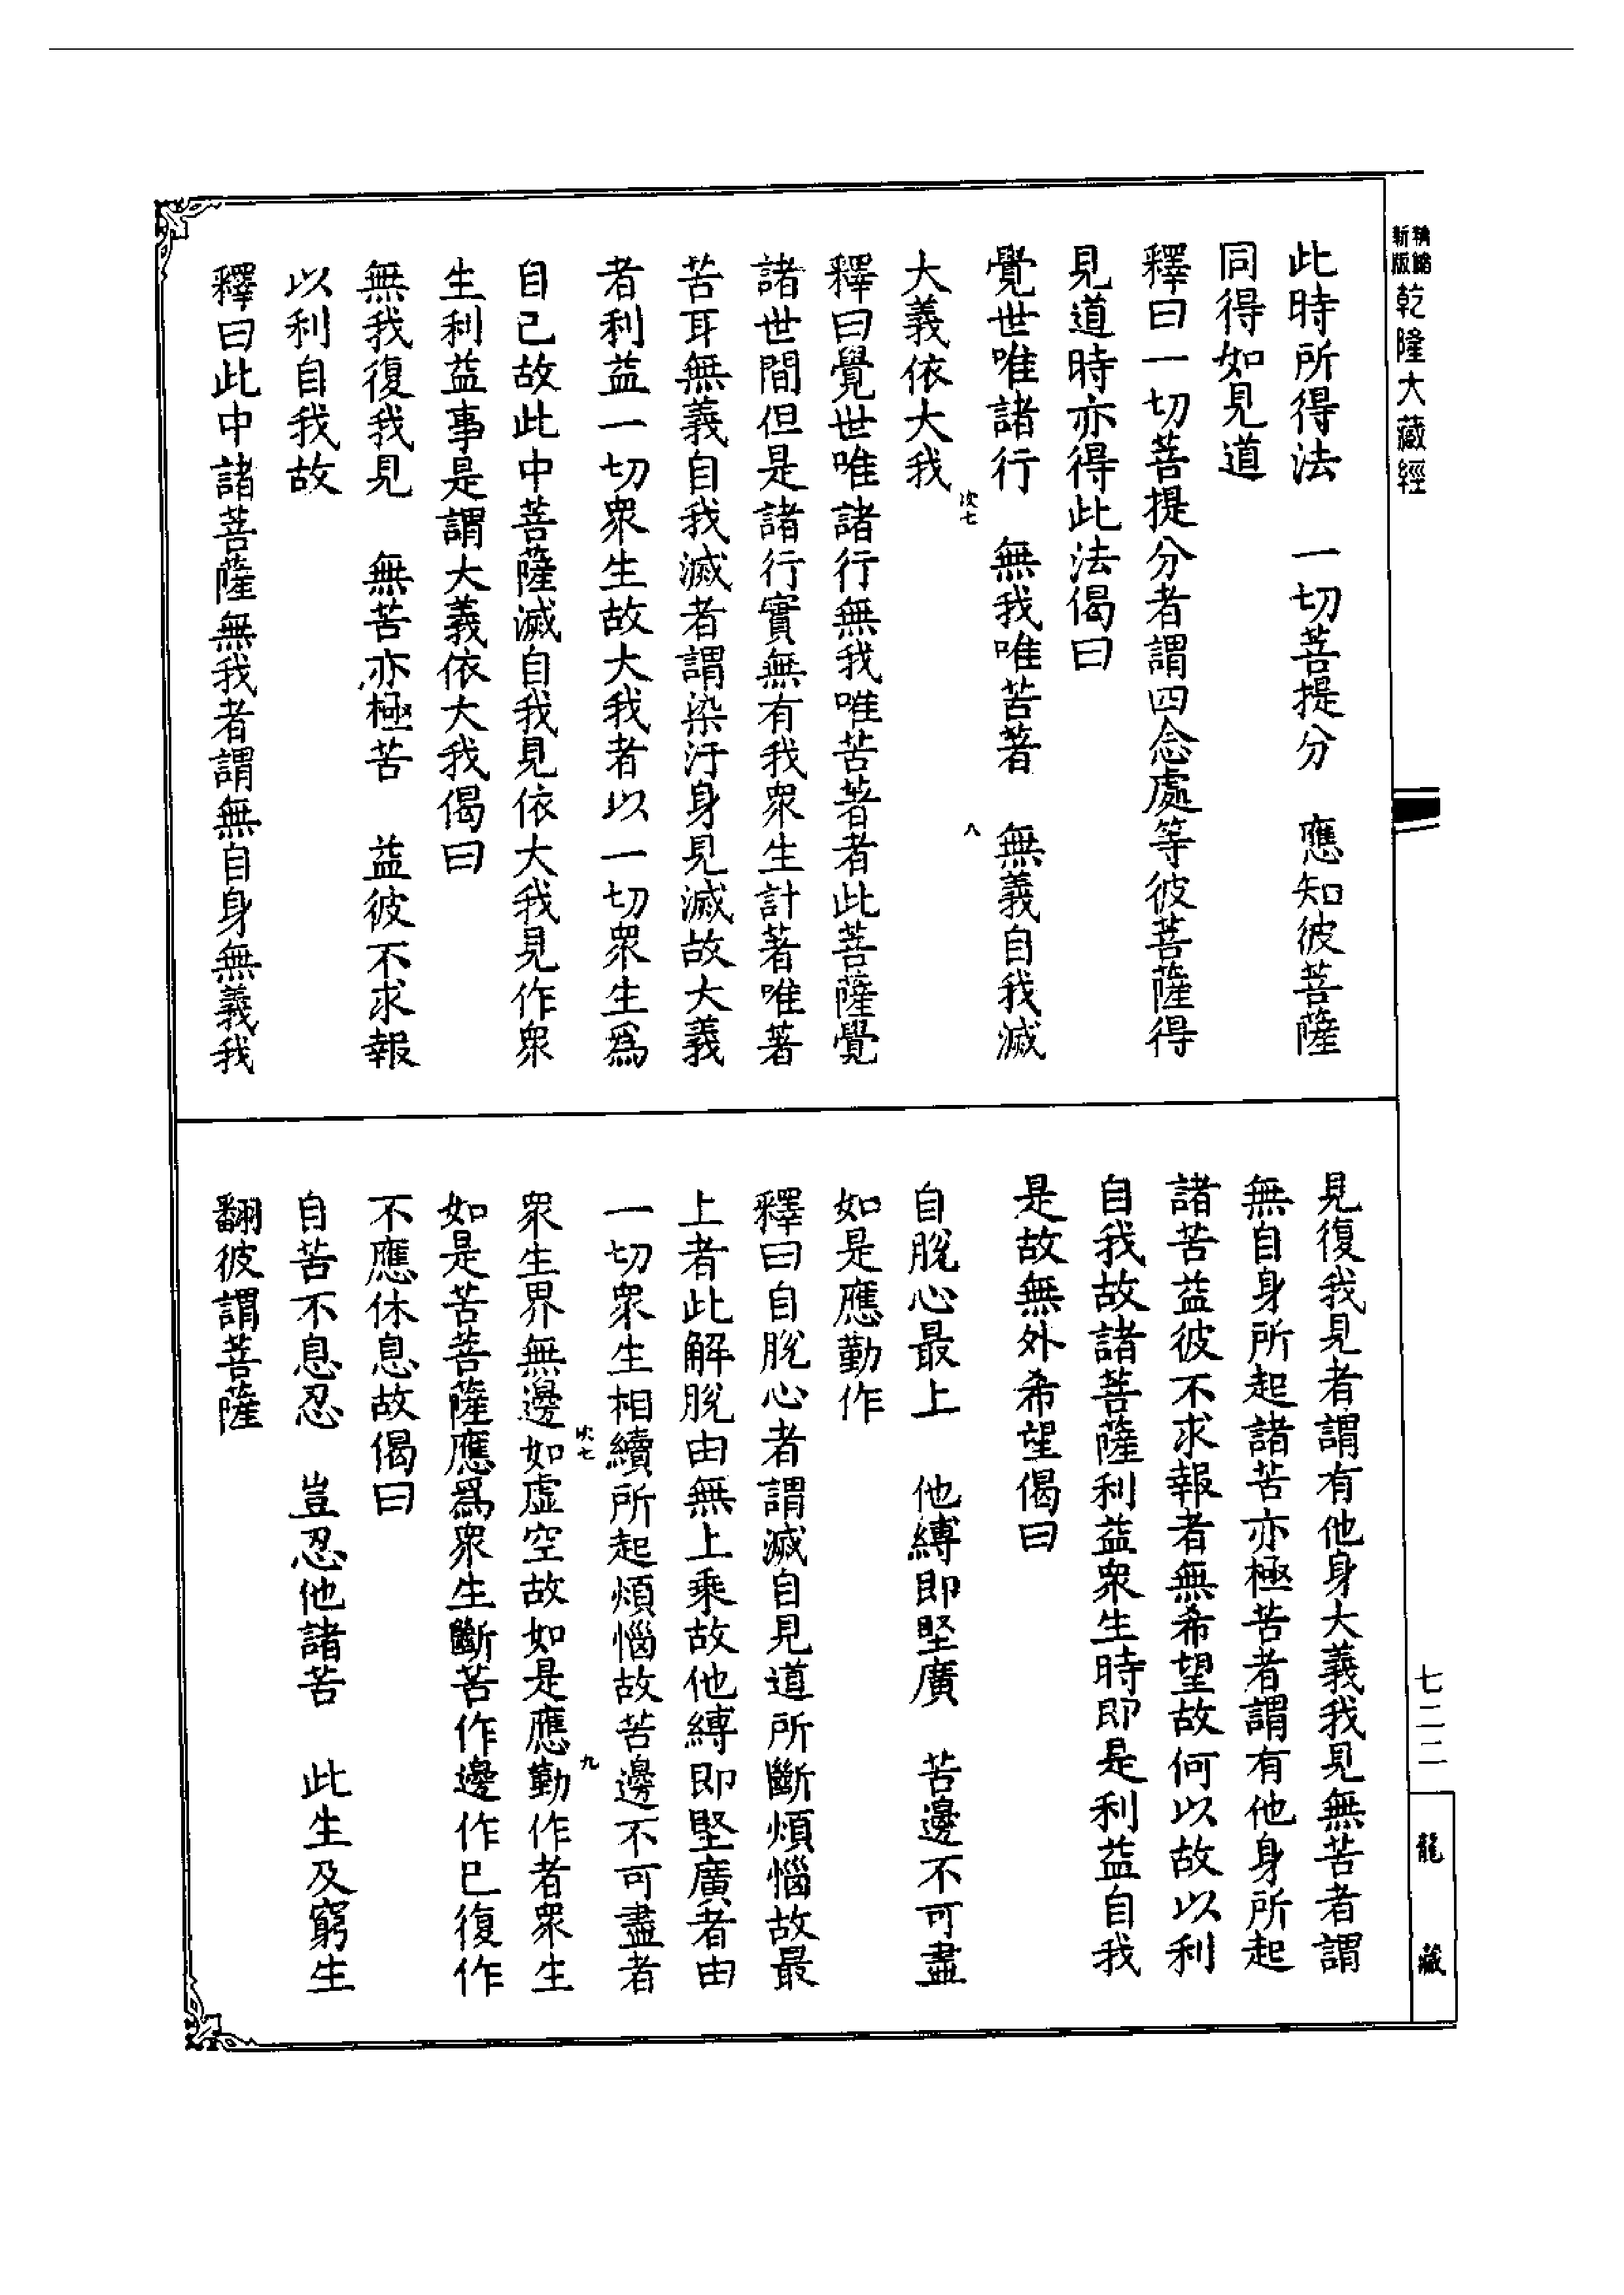 新版
乾隆大藏經
此時所得法　一切菩提分　應知彼菩薩
同得如見道
釋曰一切菩提分者謂四念處等彼菩薩得
見道時亦得此法偈曰
覺世唯諸行　無我唯苦著　無義自我滅
大義依大我
八
釋曰覺世唯諸行無我唯苦著者此菩薩覺
諸世間但是諸行實無有我眾生計著唯著
苦耳無義自我滅者謂染汙身見滅故大義
者利益一切眾生故大我者以一切眾生為
自己故此中菩薩滅自我見依大我見作眾
生利益事是謂大義依大我偈曰
無我復我見　無苦亦極苦　益彼不求報
以利自我故
釋曰此中諸菩薩無我者謂無自身無義我
見復我見者謂有他身大義我見無苦者謂
無自身所起諸苦亦極苦者謂有他身所起
諸苦益彼不求報者無希望故何以故以利
自我故諸菩薩利益眾生時即是利益自我
是故無外希望偈曰
自脫心最上　他縛即堅廣　苦邊不可盡
如是應勤作
釋曰自脫心者謂滅自見道所斷煩惱故最
上者此解脫由無上乘故他縛即堅廣者由
一切眾生相續所起煩惱故苦邊不可盡者
眾生界無邊如虛空故如是應勤作者眾生
九
如是苦菩薩應為眾生斷苦作邊作已復作
不應休息故偈曰
自苦不息忍　豈忍他諸苦　此生及窮生
翻彼謂菩薩
七二二
龍藏